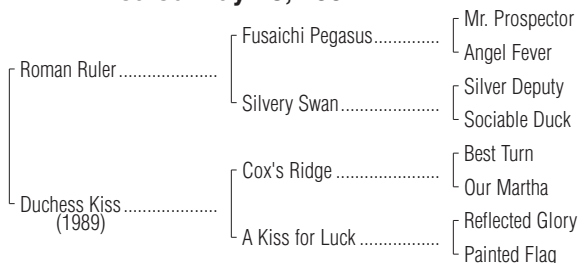 Mr. Prospector
Fusaichi Pegasus..............
Angel Fever
Roman Ruler.....................
Silver Deputy
Silvery Swan.....................
Sociable Duck
Best Turn
Cox's Ridge......................
Our Martha
Duchess Kiss....................
(1989)
Reflected Glory
A Kiss for Luck.................
Painted Flag